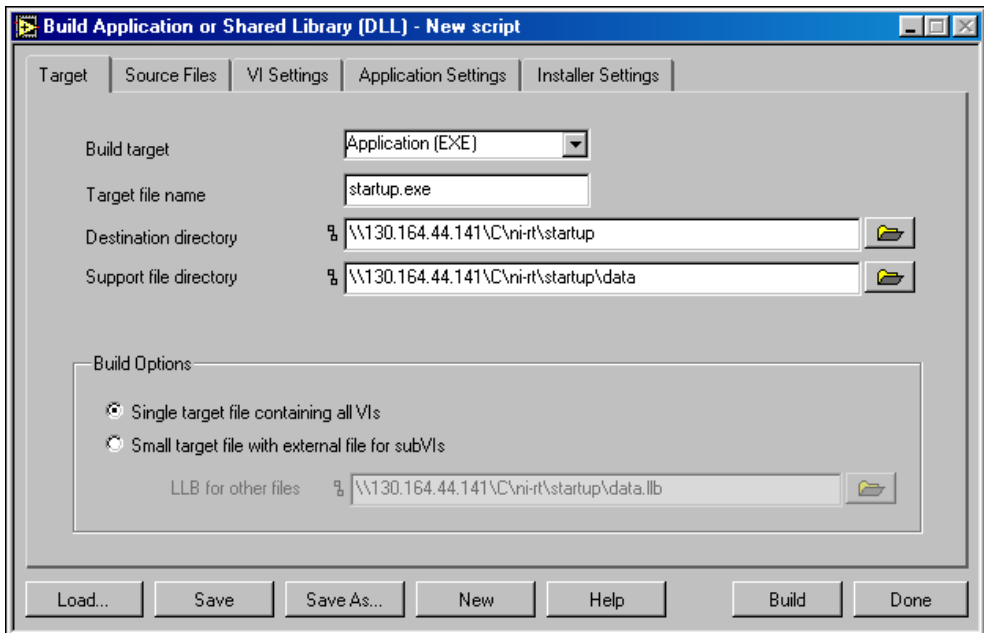 Build Application or Shared Library (DLL) - New script
Target Source Files VI Settings Application Settings Installer Settings
Build target Application (EXE)
Target file name startup.exe
Destination directory \\130.164.44.141\C\ni-rt\startup
Support file directory \\130.164.44.141\C\ni-rt\startup\data
Build Options
Single target file containing all VIs
Small target file with external file for subVIs
LLB for other files \\130.164.44.141\C\ni-rt\startup\data.llb
Load... Save Save As... New Help Build Done